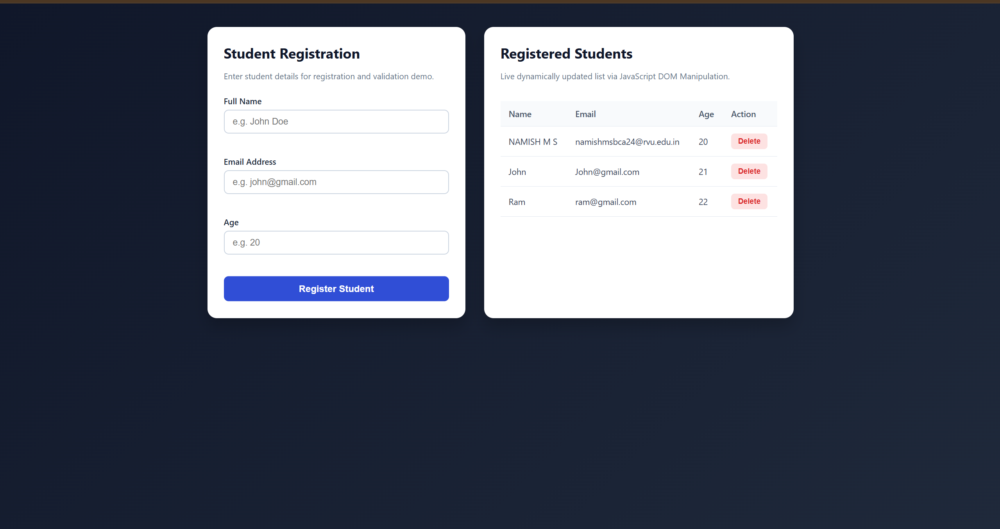 Student Registration
Enter student details for registration and validation demo.
Full Name
e.g. John Doe
Email Address
e.g. john@gmail.com
Age
e.g. 20
Register Student
Registered Students
Live dynamically updated list via JavaScript DOM Manipulation.
Name Email Age Action
NAMISH M S namishmsbca24@rvu.edu.in 20 Delete
John John@gmail.com 21 Delete
Ram ram@gmail.com 22 Delete